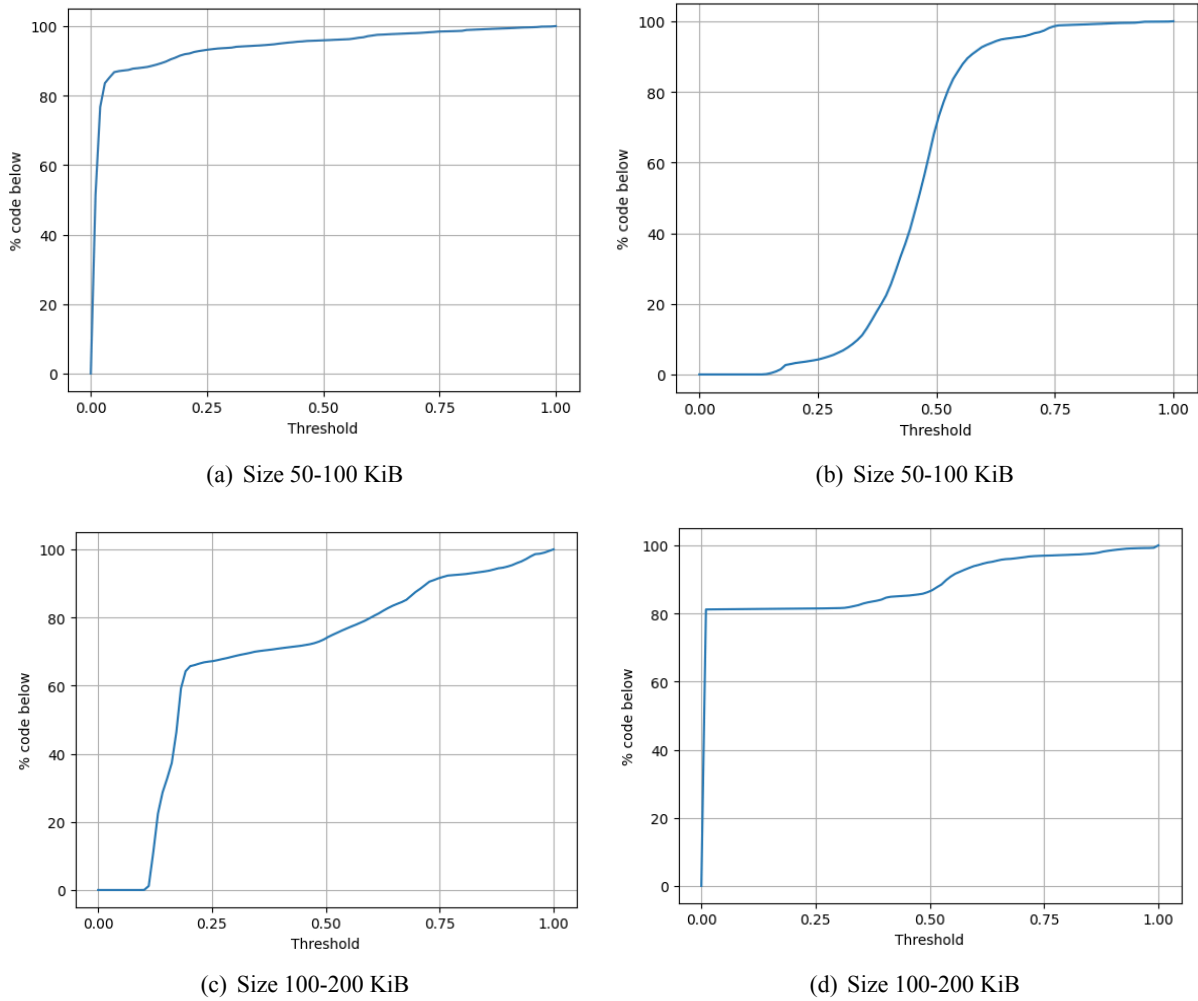 100
80
60
40
20
0
% code below
0.00 0.25 0.50 0.75 1.00
Threshold
(a) Size 50-100 KiB
100
80
60
40
20
0
% code below
0.00 0.25 0.50 0.75 1.00
Threshold
(b) Size 50-100 KiB
100
80
60
40
20
0
% code below
0.00 0.25 0.50 0.75 1.00
Threshold
(c) Size 100-200 KiB
100
80
60
40
20
0
% code below
0.00 0.25 0.50 0.75 1.00
Threshold
(d) Size 100-200 KiB